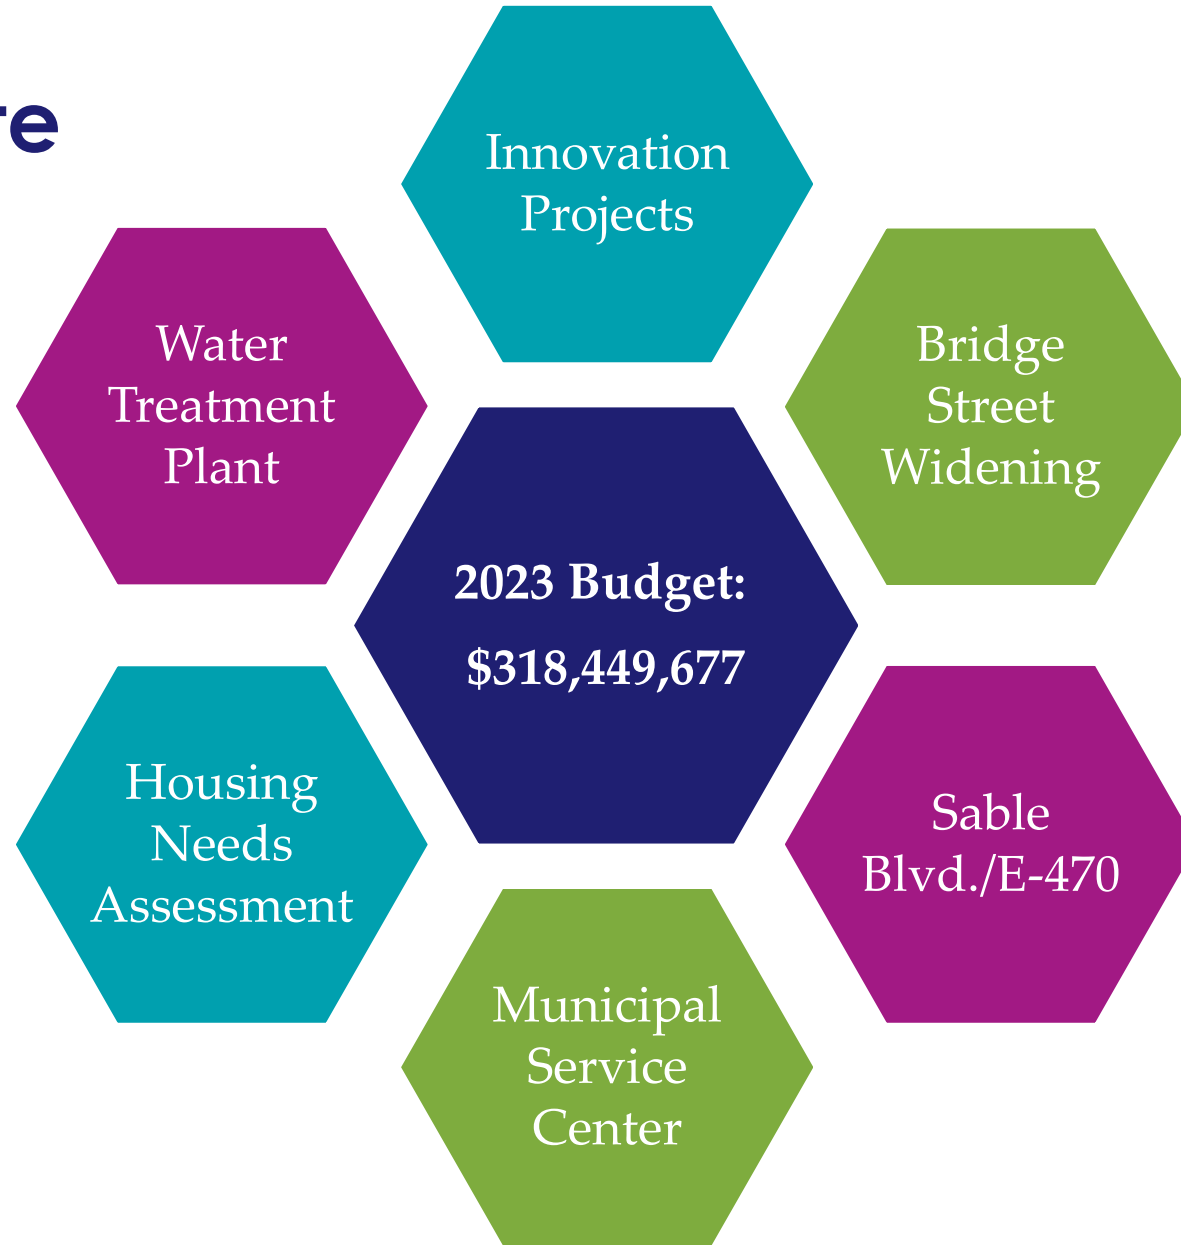 Innovation
Projects
Water
Treatment
Plant
Bridge
Street
Widening
2023 Budget:
$318,449,677
Housing
Needs
Assessment
Sable
Blvd./E-470
Municipal
Service
Center